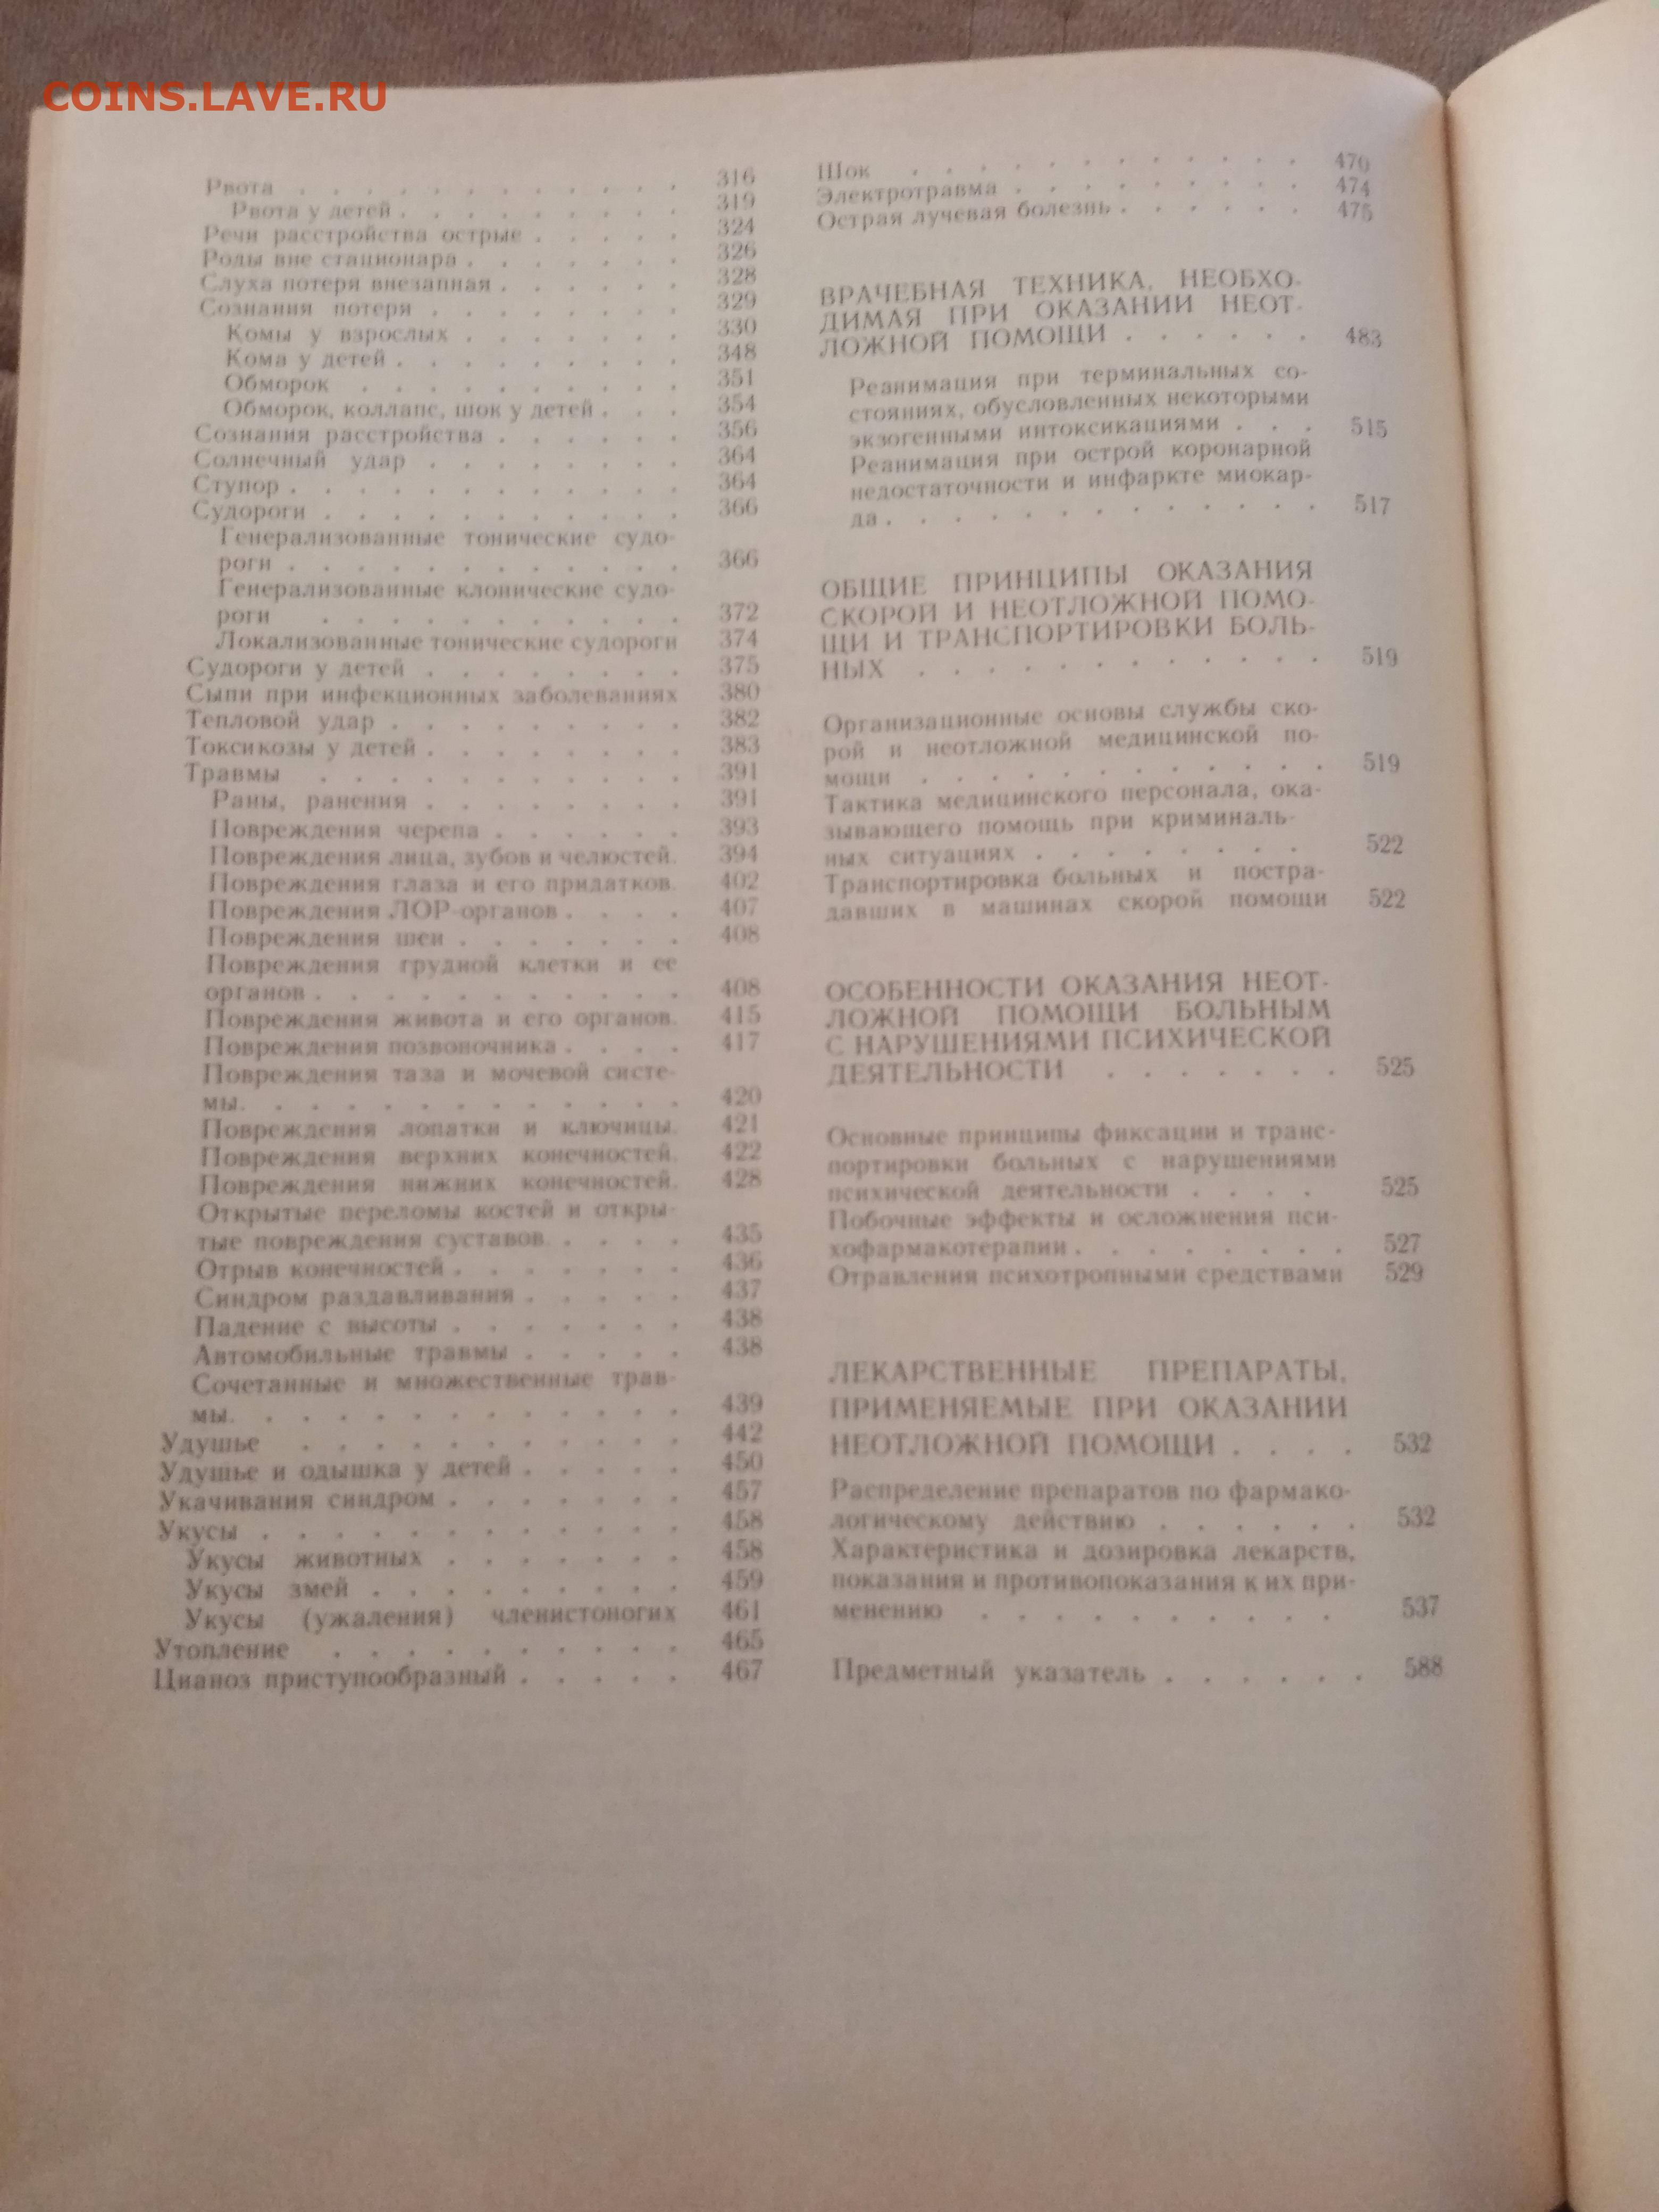 COINS.LAVE.RU
Рвота . . . . . . . . . . . 316
Рвота у детей . . . . . . . . 319
Речи расстройства острые . . . . . 324
Роды вне стационара . . . . . . . 326
Слуха потеря внезапная . . . . . . 328
Сознания потеря . . . . . . . . 329
Комы у взрослых . . . . . . . 330
Кома у детей . . . . . . . . . 348
Обморок . . . . . . . . . . 351
Обморок, коллапс, шок у детей . . . 354
Сознания расстройства . . . . . . 356
Солнечный удар . . . . . . . . 364
Ступор . . . . . . . . . . . . 364
Судороги . . . . . . . . . . . 366
Генерализованные тонические судо-
роги . . . . . . . . . . . . 366
Генерализованные клонические судо-
роги . . . . . . . . . . . 372
Локализованные тонические судороги 374
Судороги у детей . . . . . . . . 375
Сыпи при инфекционных заболеваниях 380
Тепловой удар . . . . . . . . . 382
Токсикозы у детей . . . . . . . . 383
Травмы . . . . . . . . . . . 391
Раны, ранения . . . . . . . . 391
Повреждения черепа . . . . . . 393
Повреждения лица, зубов и челюстей. 394
Повреждения глаза и его придатков. 402
Повреждения ЛОР-органов . . . . 407
Повреждения шеи . . . . . . . 408
Повреждения грудной клетки и ее
органов . . . . . . . . . . . 408
Повреждения живота и его органов. 415
Повреждения позвоночника . . . . 417
Повреждения таза и мочевой систе-
мы. . . . . . . . . . . . . 420
Повреждения лопатки и ключицы. 421
Повреждения верхних конечностей. 422
Повреждения нижних конечностей. 428
Открытые переломы костей и откры-
тые повреждения суставов. . . . . 435
Отрыв конечностей . . . . . . . 436
Синдром раздавливания . . . . . 437
Падение с высоты . . . . . . . 438
Автомобильные травмы . . . . . 438
Сочетанные и множественные трав-
мы. . . . . . . . . . . . . 439
Удушье . . . . . . . . . . . 442
Удушье и одышка у детей . . . . . 450
Укачивания синдром . . . . . . . 457
Укусы . . . . . . . . . . . . 458
Укусы животных . . . . . . . 458
Укусы змей . . . . . . . . . 459
Укусы (ужаления) членистоногих 461
Утопление . . . . . . . . . . 465
Цианоз приступообразный . . . . . 467
Шок . . . . . . . . . . . 470
Электротравма . . . . . . . . . 474
Острая лучевая болезнь . . . . . . 475
ВРАЧЕБНАЯ ТЕХНИКА, НЕОБХО-
ДИМАЯ ПРИ ОКАЗАНИИ НЕОТ-
ЛОЖНОЙ ПОМОЩИ . . . . . . 483
Реанимация при терминальных со-
стояниях, обусловленных некоторыми
экзогенными интоксикациями . . . 515
Реанимация при острой коронарной
недостаточности и инфаркте миокар-
да . . . . . . . . . . . . . 517
ОБЩИЕ ПРИНЦИПЫ ОКАЗАНИЯ
СКОРОЙ И НЕОТЛОЖНОЙ ПОМО-
ЩИ И ТРАНСПОРТИРОВКИ БОЛЬ-
НЫХ . . . . . . . . . . . . 519
Организационные основы службы ско-
рой и неотложной медицинской по-
мощи . . . . . . . . . . . . 519
Тактика медицинского персонала, ока-
зывающего помощь при криминаль-
ных ситуациях . . . . . . . . 522
Транспортировка больных и постра-
давших в машинах скорой помощи 522
ОСОБЕННОСТИ ОКАЗАНИЯ НЕОТ-
ЛОЖНОЙ ПОМОЩИ БОЛЬНЫМ
С НАРУШЕНИЯМИ ПСИХИЧЕСКОЙ
ДЕЯТЕЛЬНОСТИ . . . . . . . 525
Основные принципы фиксации и транс-
портировки больных с нарушениями
психической деятельности . . . . 525
Побочные эффекты и осложнения пси-
хофармакотерапии . . . . . . . . 527
Отравления психотропными средствами 529
ЛЕКАРСТВЕННЫЕ ПРЕПАРАТЫ,
ПРИМЕНЯЕМЫЕ ПРИ ОКАЗАНИИ
НЕОТЛОЖНОЙ ПОМОЩИ . . . . 532
Распределение препаратов по фармако-
логическому действию . . . . . . 532
Характеристика и дозировка лекарств,
показания и противопоказания к их при-
менению . . . . . . . . . . 537
Предметный указатель . . . . . . 588